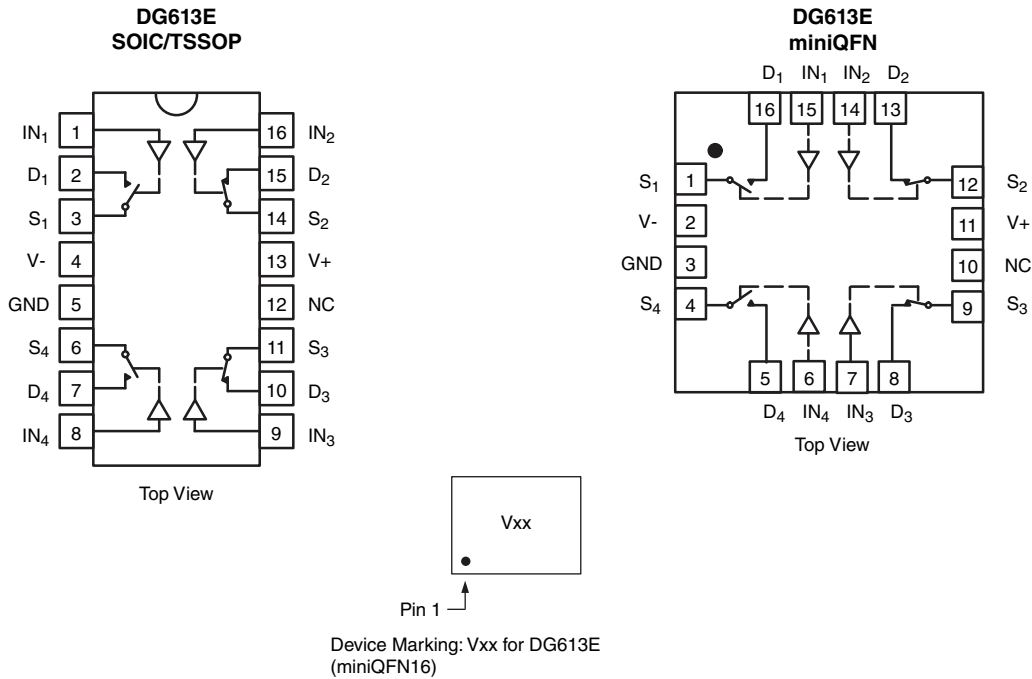 DG613E
SOIC/TSSOP
IN1 1 16 IN2
D1 2 15 D2
S1 3 14 S2
V- 4 13 V+
GND 5 12 NC
S4 6 11 S3
D4 7 10 D3
IN4 8 9 IN3
Top View
DG613E
miniQFN
D1 IN1 IN2 D2
16 15 14 13
S1 1 12 S2
V- 2 11 V+
GND 3 10 NC
S4 4 9 S3
5 6 7 8
D4 IN4 IN3 D3
Top View
Vxx
Pin 1
Device Marking: Vxx for DG613E
(miniQFN16)